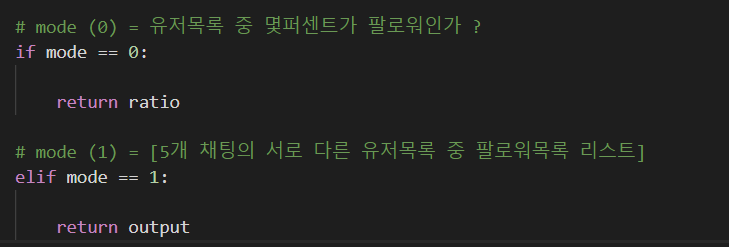 # mode (0) = 유저목록 중 몇퍼센트가 팔로워인가 ?
if mode == 0:
return ratio
# mode (1) = [5개 채팅의 서로 다른 유저목록 중 팔로워목록 리스트]
elif mode == 1:
return output